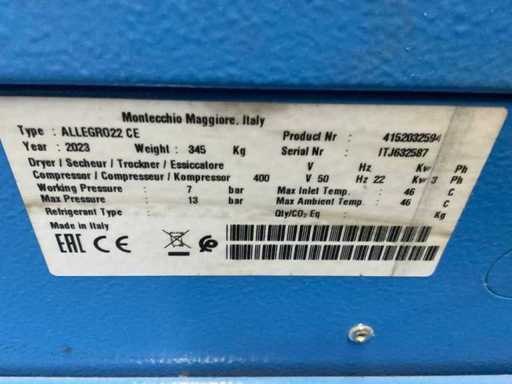 Montecchio Maggiore, Italy
Type : ALLEGRO22 CE Product Nr : 4152032594
Year : 2023 Weight : 345 Kg Serial Nr : ITJ632587
Dryer / Secheur / Trockner / Essiccatore V Hz Kw Ph
Compressor / Compresseur / Kompressor 400 V 50 Hz 22 Kw 3 Ph
Working Pressure : 7 bar Max Inlet Temp. : 46 C
Max Pressure : 13 bar Max Ambient Temp. : 46 C
Refrigerant Type : Qty/CO₂ Eq : Kg
Made in Italy
EAC CE